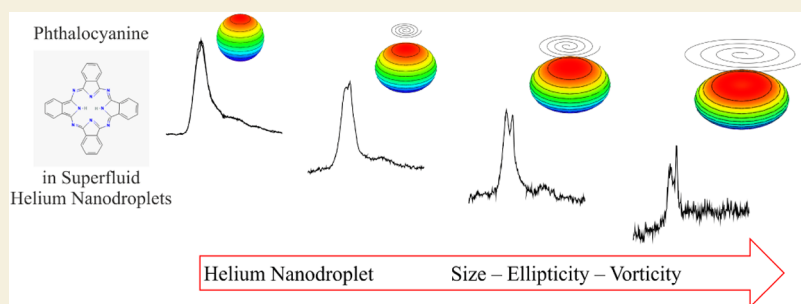 Phthalocyanine
N
N
N
N
N H
H N
N
N
in Superfluid
Helium Nanodroplets
Helium Nanodroplet Size – Ellipticity – Vorticity